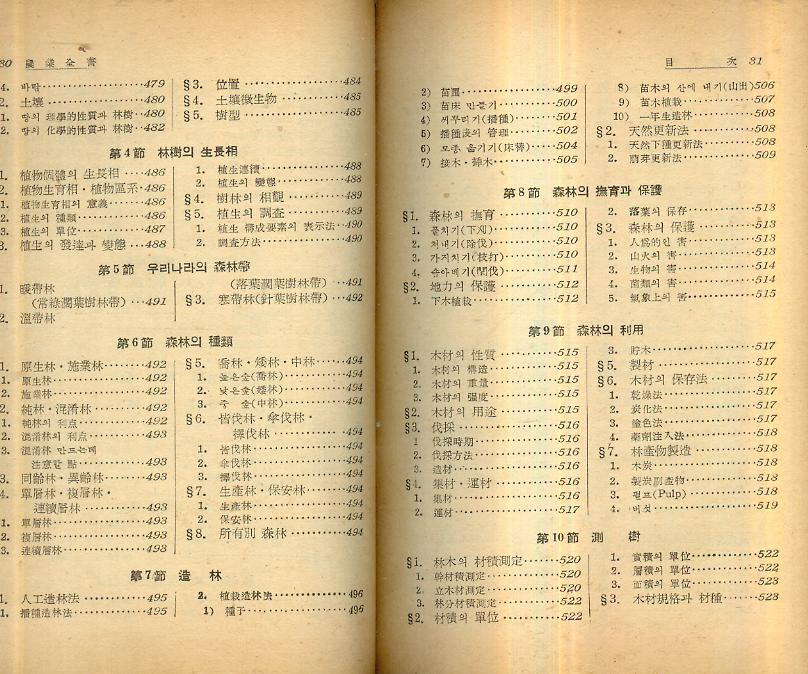 80 農業全書
4. 바람 479
2. 土壤 480
1. 땅의 理學的性質과 林樹 480
2. 땅의 化學的性質과 林樹 482
§3. 位置 484
§4. 土壤微生物 485
§5. 樹型 485
第4節 林樹의 生長相
植物個體의 生長相 486
植物生育相・植物區系 486
植物生育相의 意義 486
2. 植生의 種類 486
3. 植生의 單位 487
3. 植生의 發達과 變態 488
1. 植生遷續 488
2. 植生의 變態 488
§4. 樹林의 相觀 489
§5. 植生의 調査 489
1. 植生 構成要素의 表示法 490
2. 調査方法 490
第5節 우리나라의 森林帶
1. 暖帶林
(常綠濶葉樹林帶) 491
2. 溫帶林
(落葉濶葉樹林帶) 491
§3. 寒帶林(針葉樹林帶) 492
第6節 森林의 種類
1. 原生林・施業林 492
1. 原生林 492
2. 施業林 492
2. 純林・混淆林 492
1. 純林의 利点 492
2. 混淆林의 利点 493
3. 混淆林 만드는데
注意할 點 493
3. 同齡林・異齡林 493
4. 單層林・複層林・
連續層林 493
1. 單層林 493
2. 複層林 493
3. 連續層林 493
§5. 喬林・矮林・中林 494
1. 높은숲(喬林) 494
2. 낮은숲(矮林) 494
3. 중 숲(中林) 494
§6. 皆伐林・傘伐林・
擇伐林 494
1. 皆伐林 494
2. 傘伐林 494
3. 擇伐林 494
§7. 生產林・保安林 494
1. 生產林 494
2. 保安林 494
§8. 所有別 森林 494
第7節 造林
1. 人工造林法 495
1. 播種造林法 495
2. 植栽造林法 496
1) 種子 496
目次 31
2) 苗圃 499
3) 苗床 만들기 500
4) 씨뿌리기(播種) 501
5) 播種後의 管理 502
6) 모종 옮기기(床替) 504
7) 接木・揷木 505
8) 苗木의 산에 내기(山出) 506
9) 苗木植栽 507
10) 一年生造林 508
§2. 天然更新法 508
1. 天然下種更新法 508
2. 萠芽更新法 509
第8節 森林의 撫育과 保護
§1. 森林의 撫育 510
1. 풀치기(下刈) 510
2. 쳐내기(除伐) 510
3. 가지치기(枝打) 510
4. 솎아베기(間伐) 511
§2. 地力의 保護 512
1. 下木植栽 512
2. 落葉의 保存 513
§3. 森林의 保護 513
1. 人爲的인 害 513
2. 山火의 害 513
3. 生物의 害 514
4. 菌類의 害 514
5. 氣象上의 害 515
第9節 森林의 利用
§1. 木材의 性質 515
1. 木材의 構造 515
2. 木材의 重量 515
3. 木材의 强度 515
§2. 木材의 用途 515
§3. 伐採 516
1 伐採時期 516
2. 伐採方法 516
3. 造材 516
§4. 集材・運材 516
1. 集材 516
2. 運材 517
3. 貯木 517
§5. 製材 517
§6. 木材의 保存法 517
1. 乾燥法 517
2. 炭化法 517
3. 塗色法 517
4. 藥劑注入法 518
§7. 林產物製造 518
1. 木炭 518
2. 製炭副產物 518
3. 펄프(Pulp) 518
4. 버섯 519
第10節 測樹
§1. 林木의 材積測定 520
1. 幹材積測定 520
2. 立木材測定 520
3. 林分材積測定 522
§2. 材積의 單位 522
1. 實積의 單位 522
2. 層積의 單位 522
3. 面積의 單位 523
§3. 木材規格과 材種 523